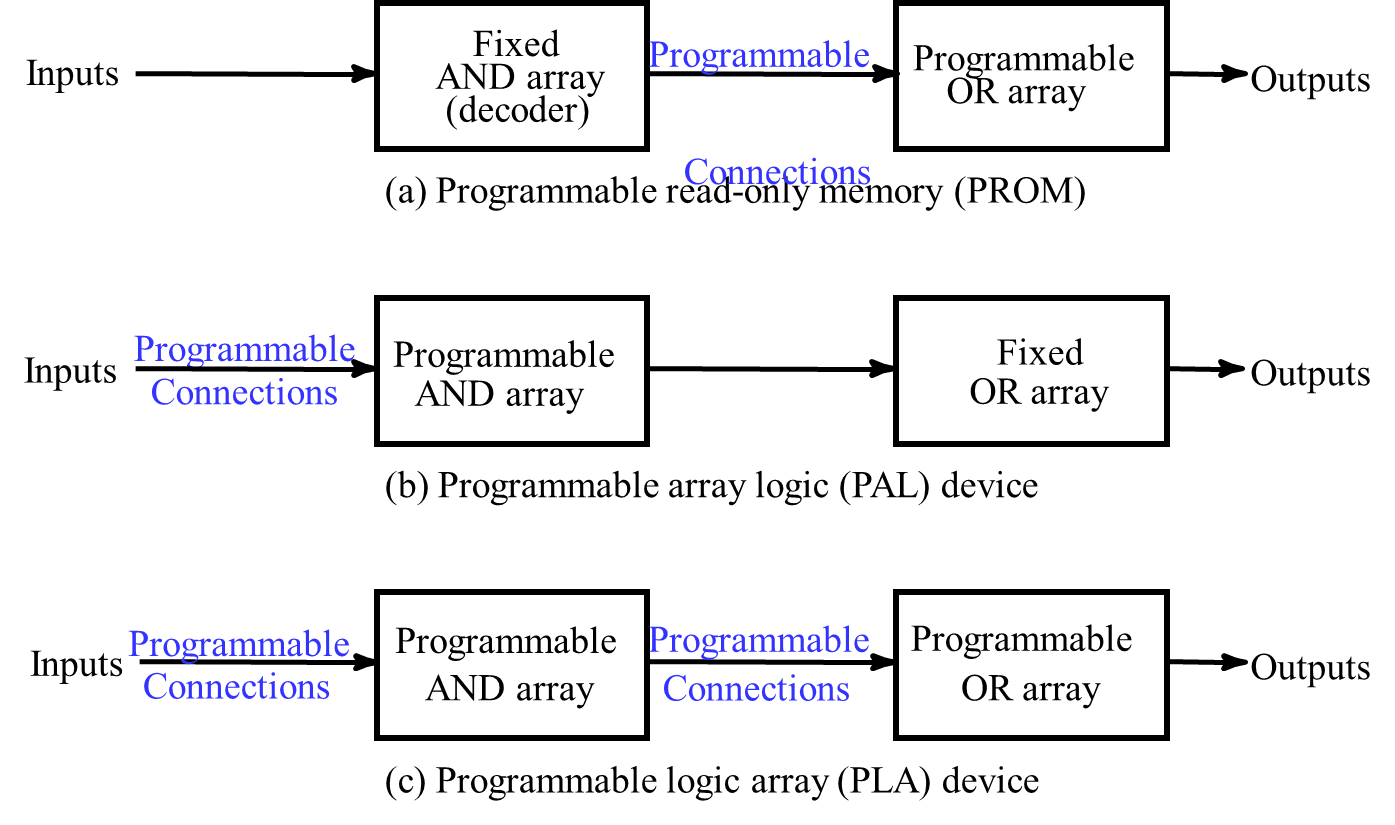 Inputs
Fixed
AND array
(decoder)
Programmable
Connections
Programmable
OR array
Outputs
(a) Programmable read-only memory (PROM)
Inputs
Programmable
Connections
Programmable
AND array
Fixed
OR array
Outputs
(b) Programmable array logic (PAL) device
Inputs
Programmable
Connections
Programmable
AND array
Programmable
Connections
Programmable
OR array
Outputs
(c) Programmable logic array (PLA) device